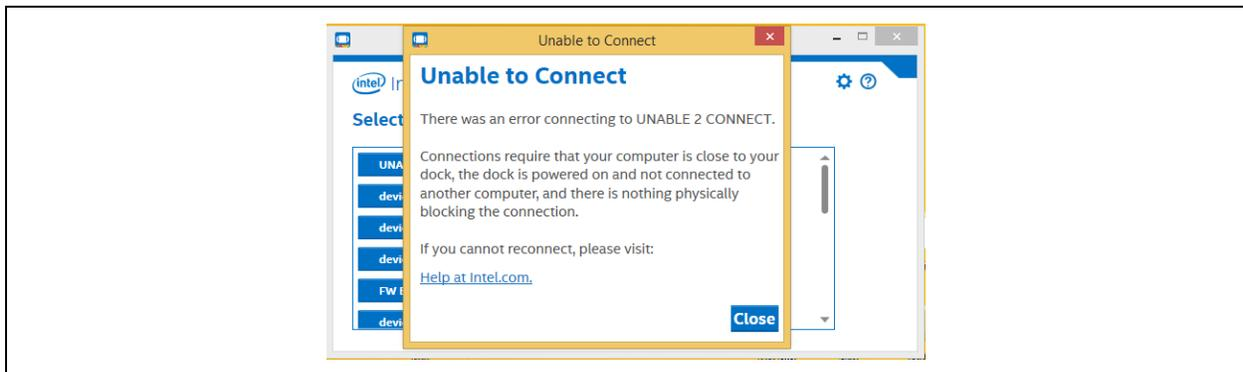 Unable to Connect
intel
Select
Unable to Connect
There was an error connecting to UNABLE 2 CONNECT.
Connections require that your computer is close to your
dock, the dock is powered on and not connected to
another computer, and there is nothing physically
blocking the connection.
If you cannot reconnect, please visit:
Help at Intel.com.
Close
UNA
devi
devi
devi
FW
devi